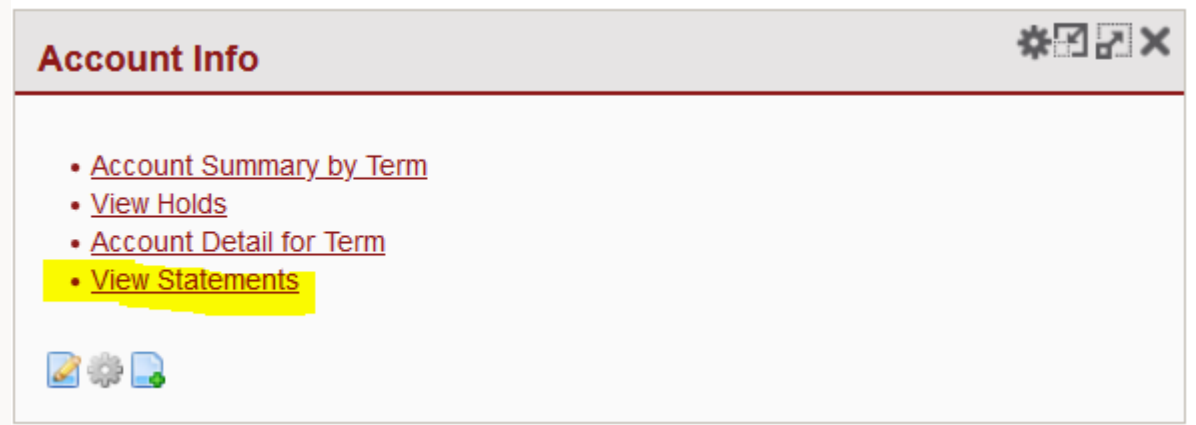 Account Info
• Account Summary by Term
• View Holds
• Account Detail for Term
• View Statements